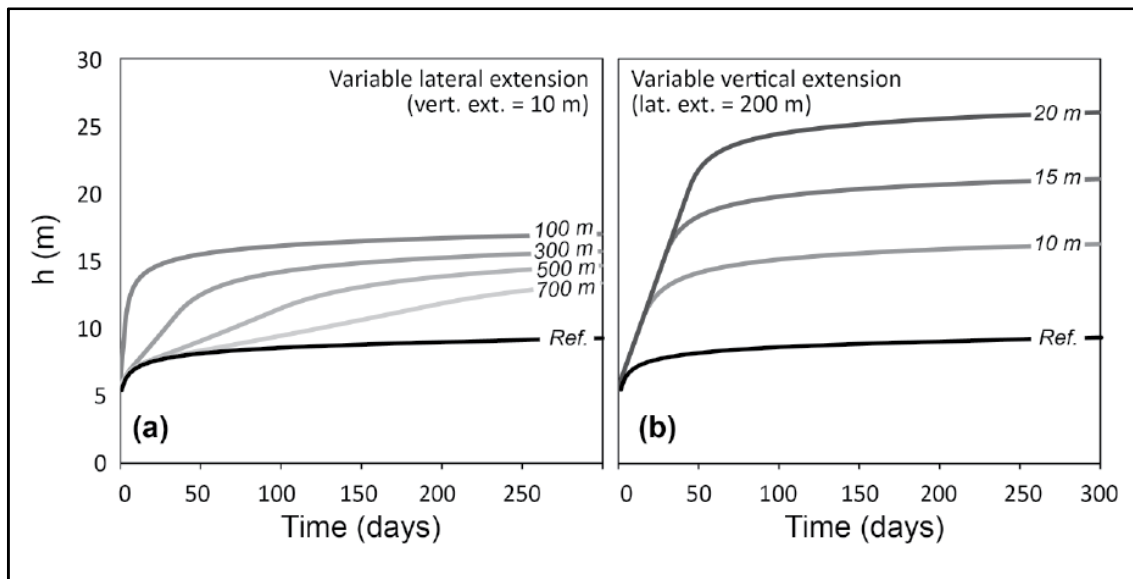 30
25
20
15
10
5
0
h (m)
Variable lateral extension
(vert. ext. = 10 m)
100 m
300 m
500 m
700 m
Ref.
(a)
0 50 100 150 200 250
Time (days)
Variable vertical extension
(lat. ext. = 200 m)
20 m
15 m
10 m
Ref.
(b)
0 50 100 150 200 250 300
Time (days)